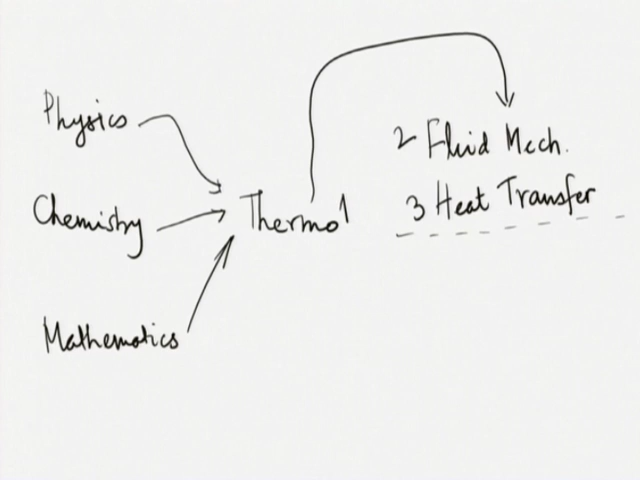 Physics
Chemistry
Mathematics
Thermo 1
2 Fluid Mech.
3 Heat Transfer